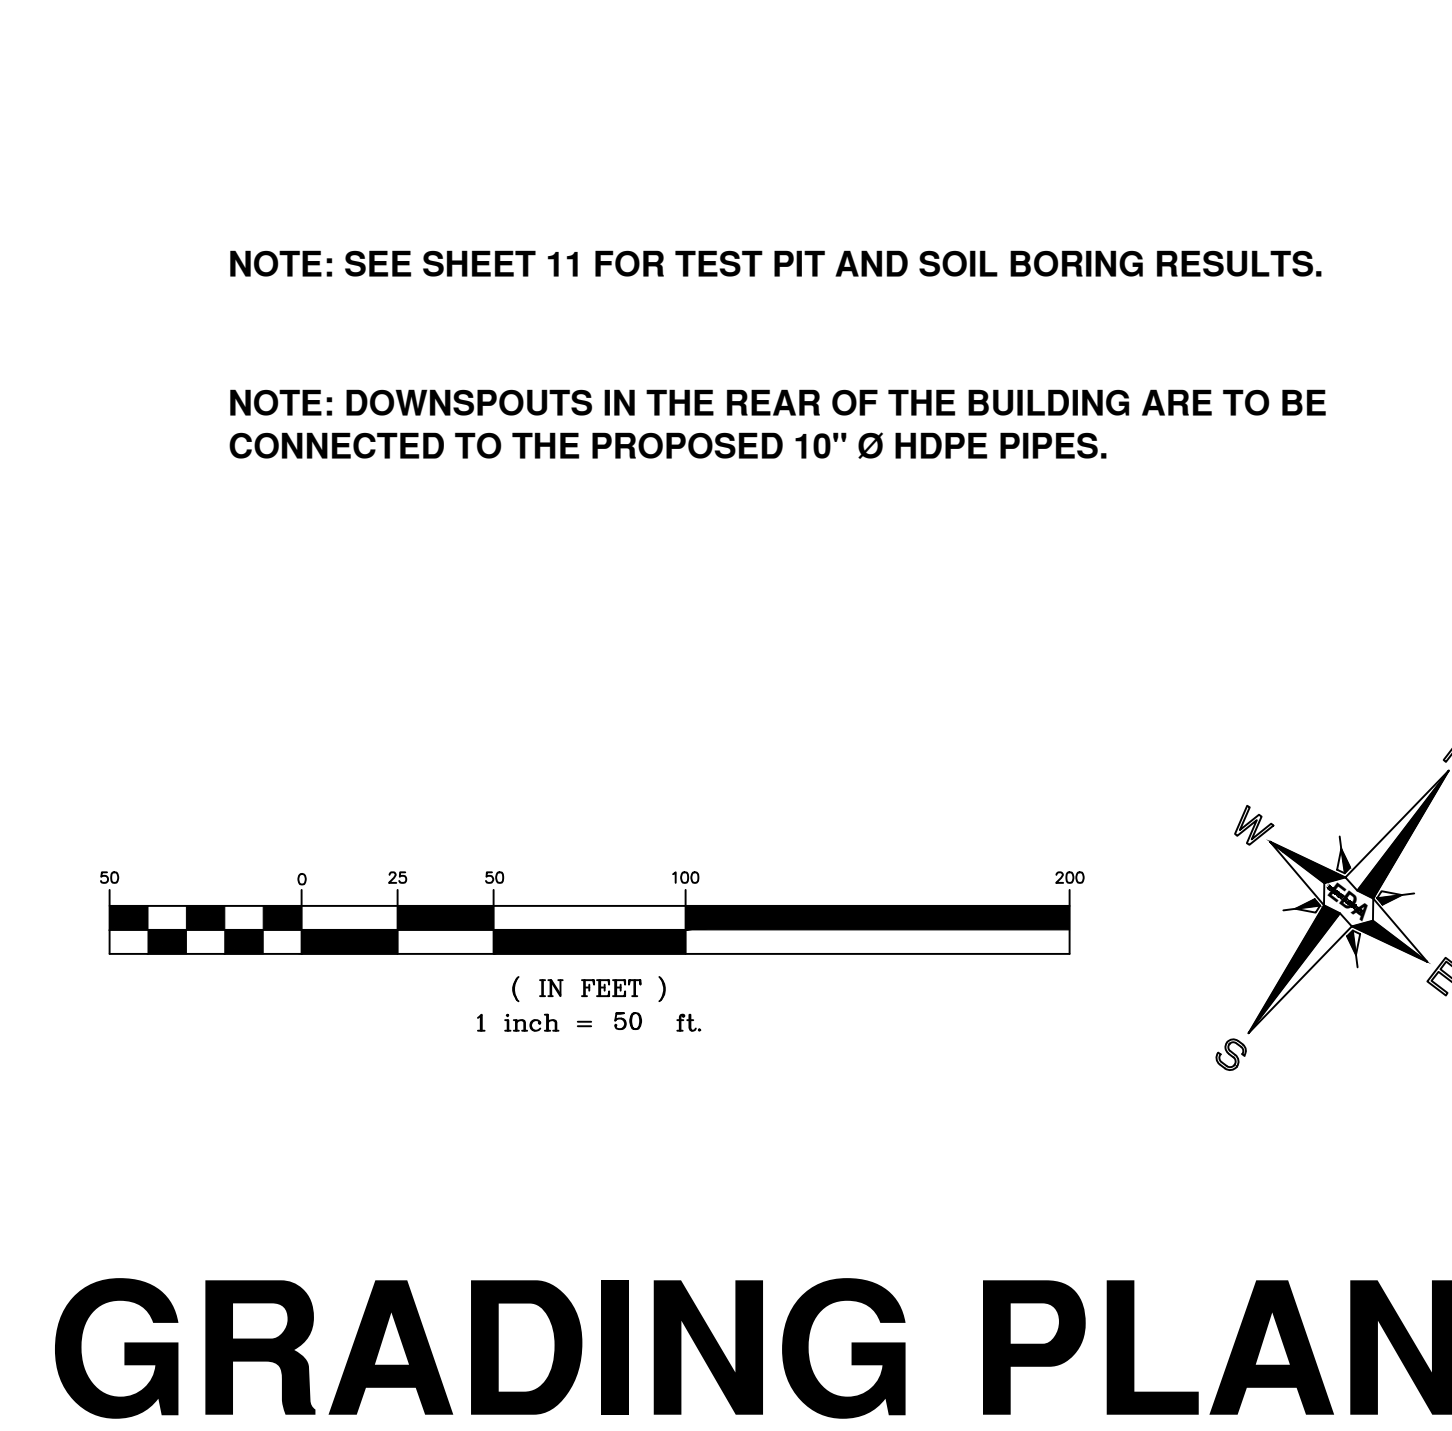 NOTE: SEE SHEET 11 FOR TEST PIT AND SOIL BORING RESULTS.
NOTE: DOWNSPOUTS IN THE REAR OF THE BUILDING ARE TO BE
CONNECTED TO THE PROPOSED 10" Ø HDPE PIPES.
50 0 25 50 100 200
( IN FEET )
1 inch = 50 ft.
W
EDA
E
S
GRADING PLAN